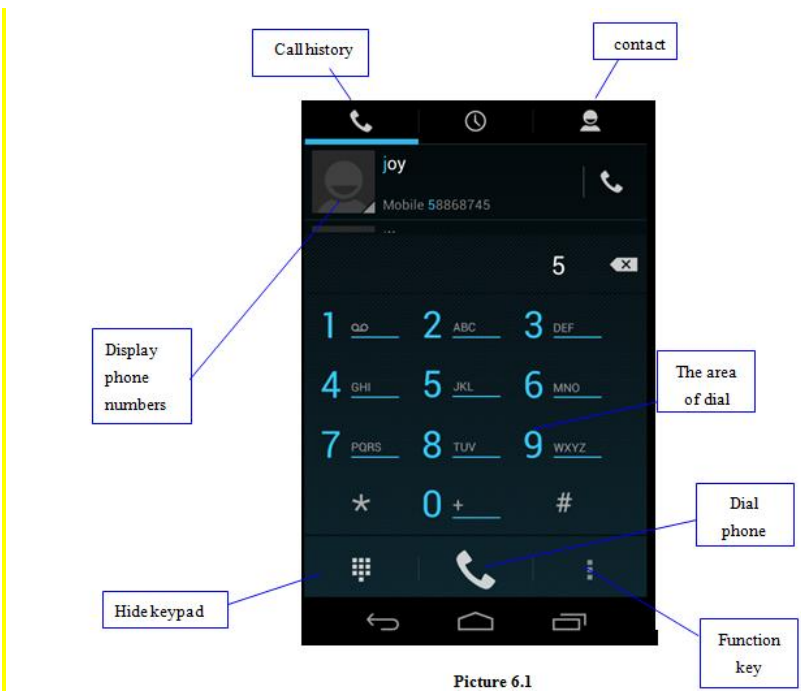 Call history
contact
joy
Mobile 58868745
5
1
2 ABC
3 DEF
4 GHI
5 JKL
6 MNO
7 PQRS
8 TUV
9 WXYZ
*
0 +
#
Display
phone
numbers
The area
of dial
Dial
phone
Hide keypad
Function
key
Picture 6.1